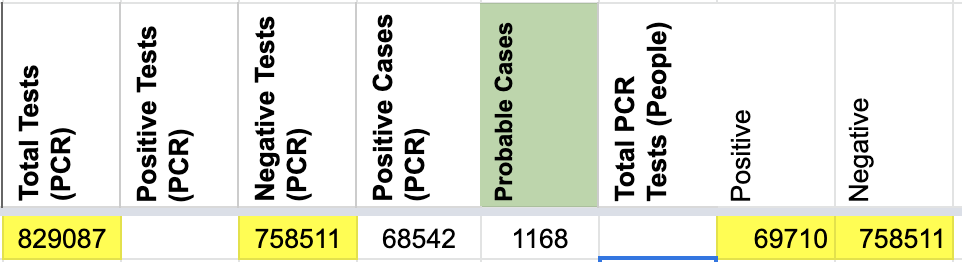 Total Tests
(PCR)
Positive Tests
(PCR)
Negative Tests
(PCR)
Positive Cases
(PCR)
Probable Cases
Total PCR
Tests (People)
Positive
Negative
829087
758511
68542
1168
69710
758511